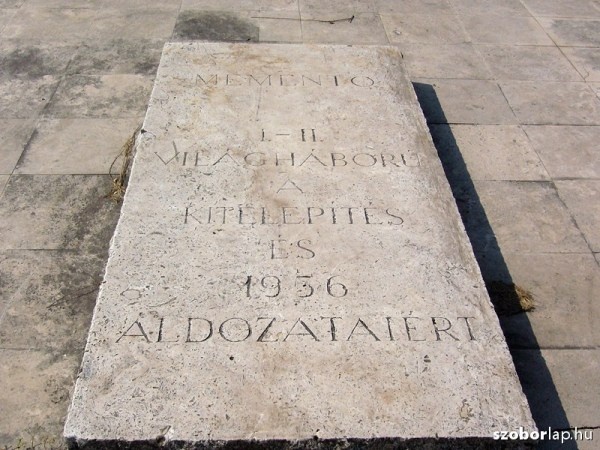 MEMENTO
I.-II.
VILÁGHÁBORÚ
A
KITELEPÍTÉS
ÉS
1956
ÁLDOZATAIÉRT
szoborlap.hu